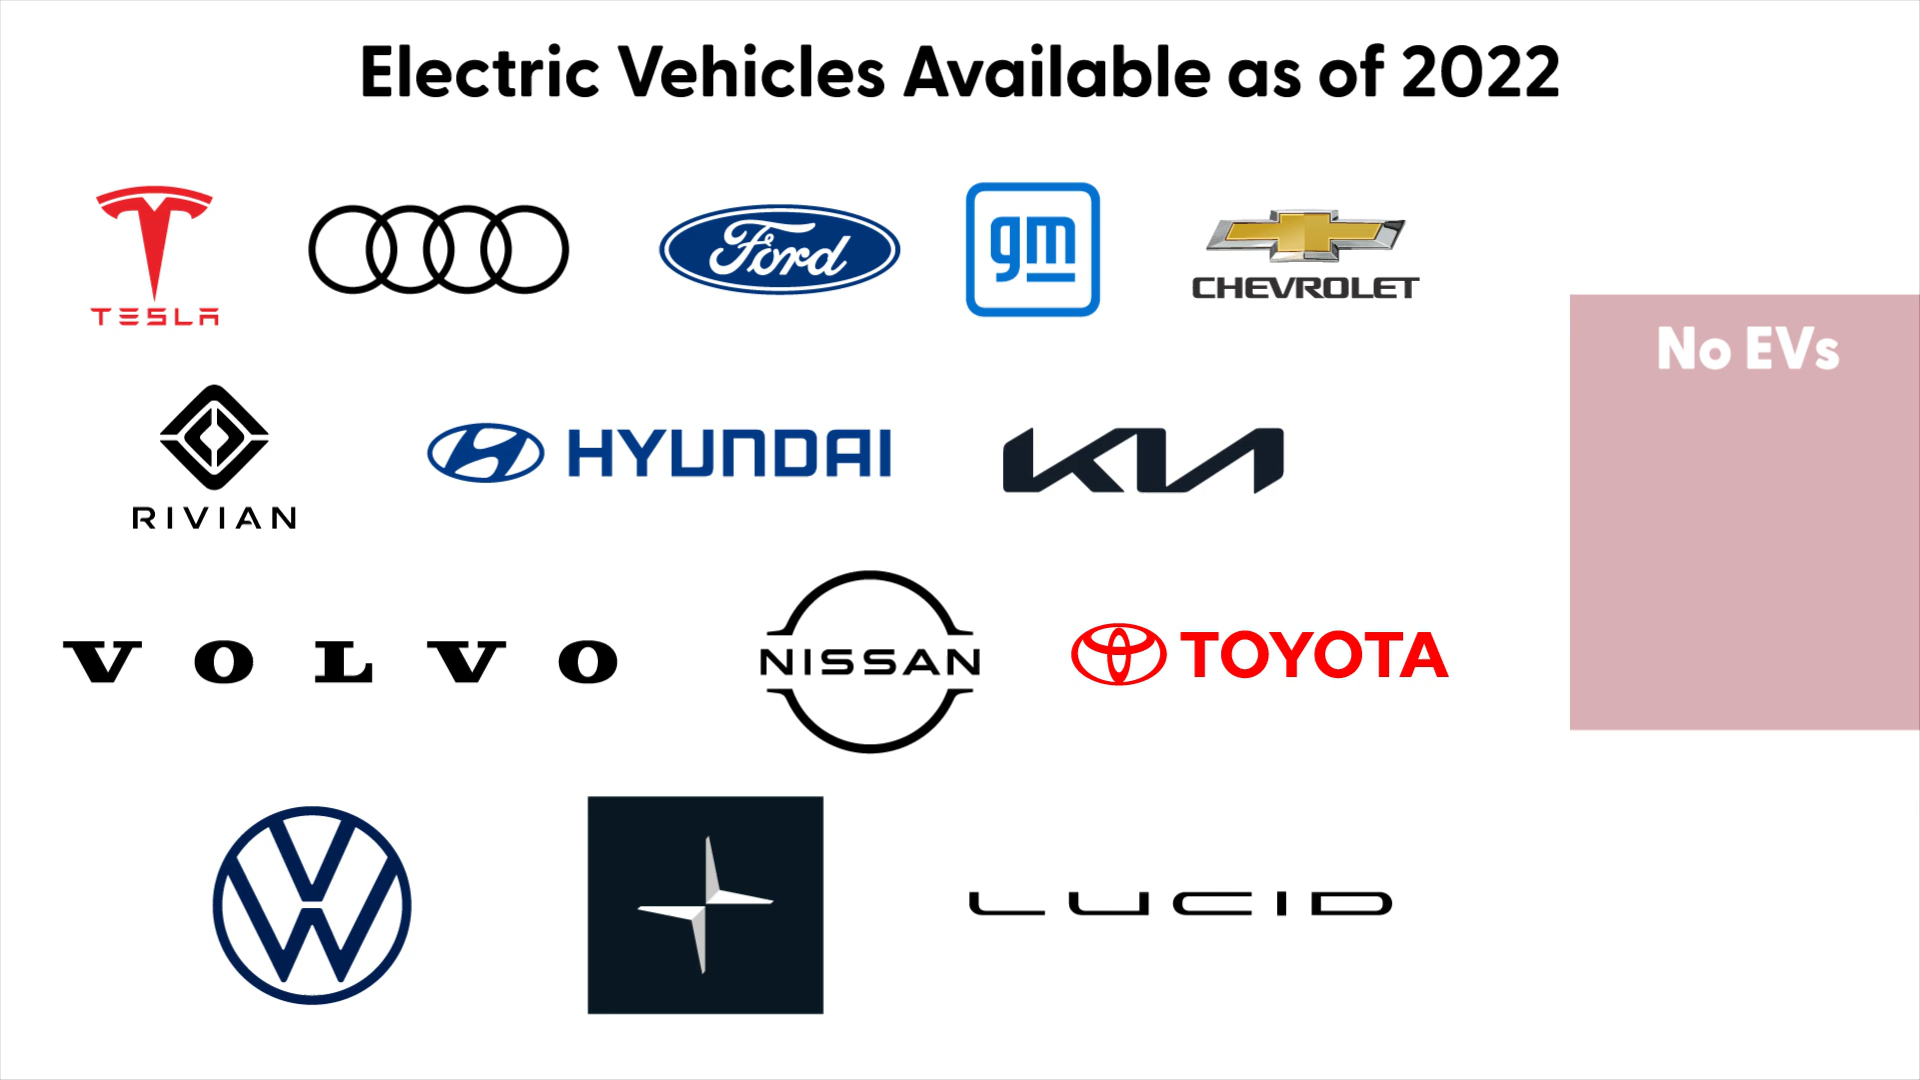 Electric Vehicles Available as of 2022
TESLA
Ford
gm
CHEVROLET
No EVs
RIVIAN
HYUNDAI
KIA
VOLVO
NISSAN
TOYOTA
VW
LUCID